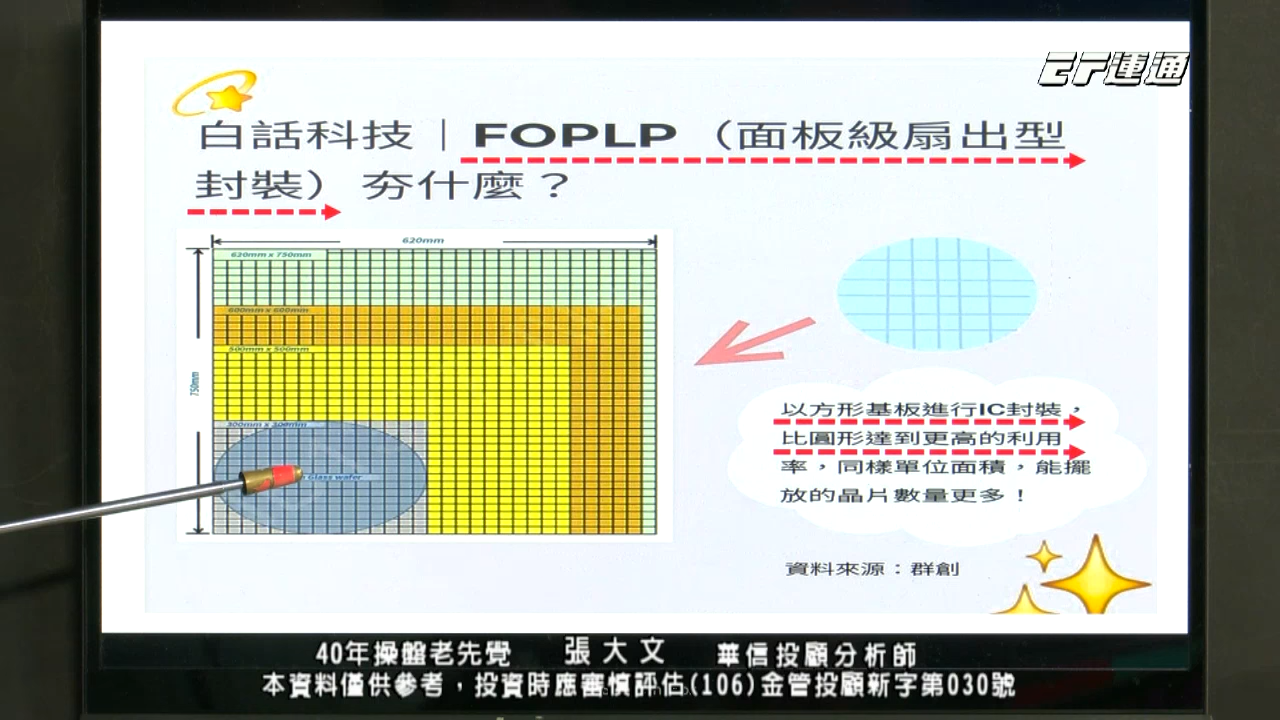 EF運通
白話科技｜FOPLP（面板級扇出型
封裝）夯什麼？
620mm
620mm x 750mm
600mm x 600mm
500mm x 500mm
750mm
300mm x 300mm
Glass wafer
以方形基板進行IC封裝，
比圓形達到更高的利用
率，同樣單位面積，能擺
放的晶片數量更多！
資料來源：群創
40年操盤老先覺 張大文 華信投顧分析師
本資料僅供參考，投資時應審慎評估(106)金管投顧新字第030號